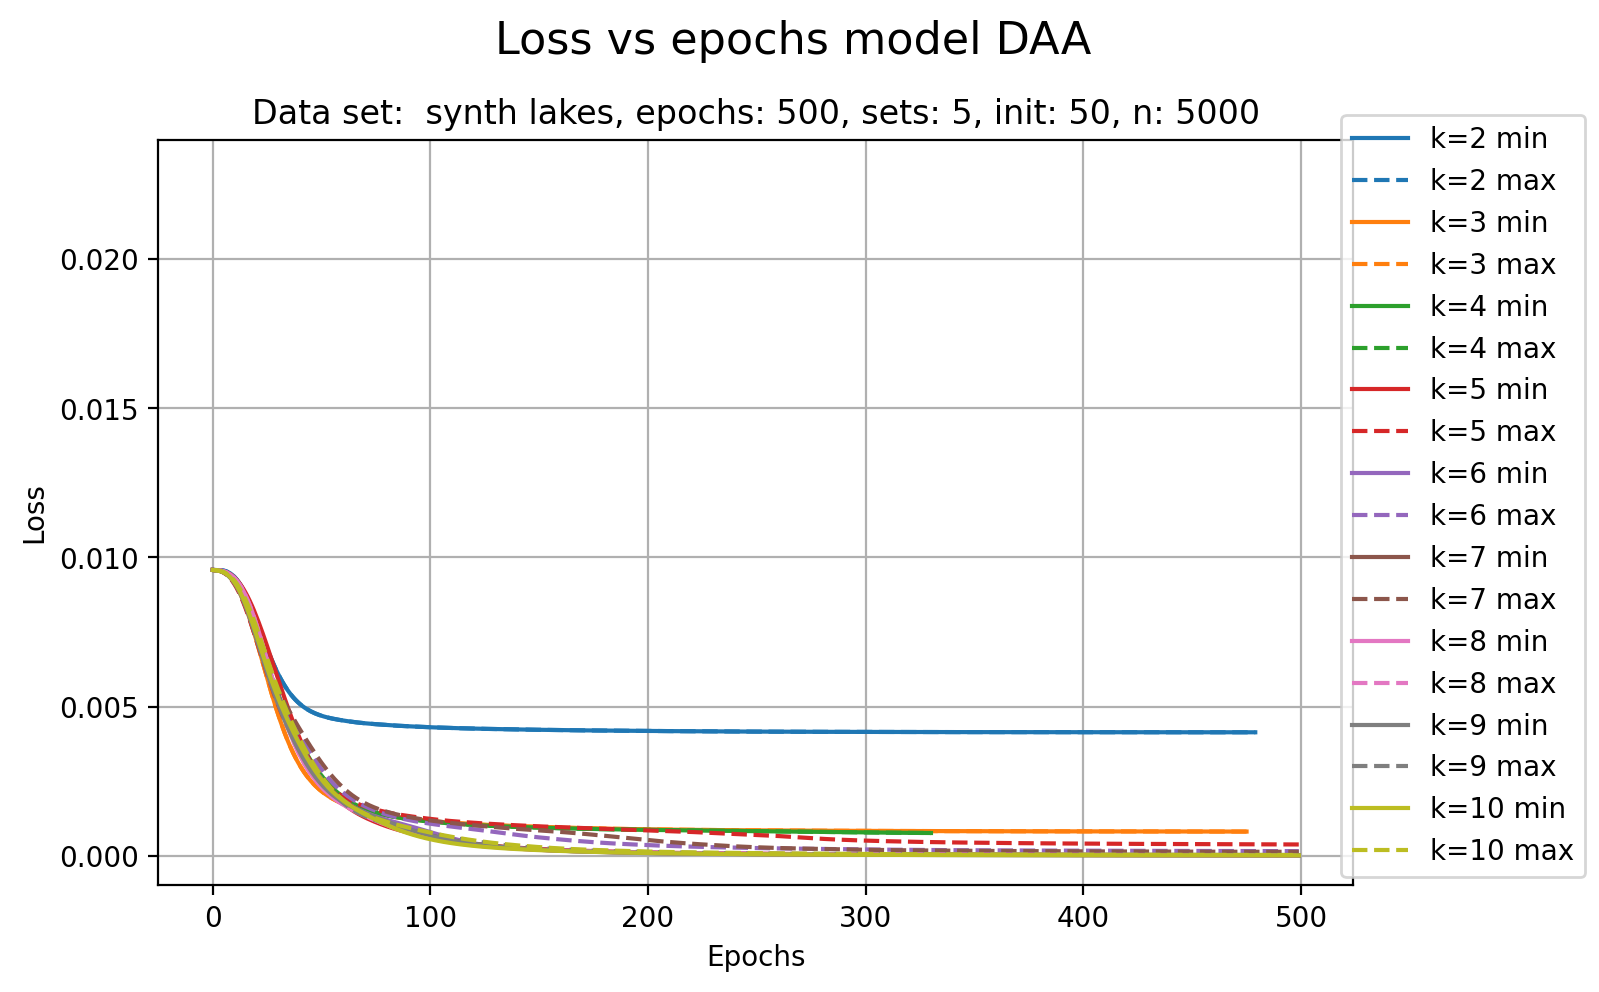 Loss vs epochs model DAA
Data set:  synth lakes, epochs: 500, sets: 5, init: 50, n: 5000
k=2 min
k=2 max
k=3 min
k=3 max
k=4 min
k=4 max
k=5 min
k=5 max
k=6 min
k=6 max
k=7 min
k=7 max
k=8 min
k=8 max
k=9 min
k=9 max
k=10 min
k=10 max
0.020
0.015
0.010
0.005
0.000
Loss
0 100 200 300 400 500
Epochs